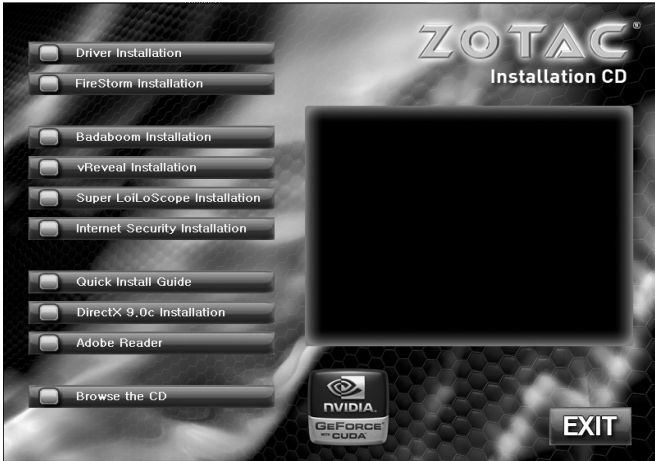 ZOTAC®
Installation CD
Driver Installation
FireStorm Installation
Badaboom Installation
vReveal Installation
Super LoiLoScope Installation
Internet Security Installation
Quick Install Guide
DirectX 9.0c Installation
Adobe Reader
Browse the CD
NVIDIA.
GEFORCE®
WITH CUDA
EXIT